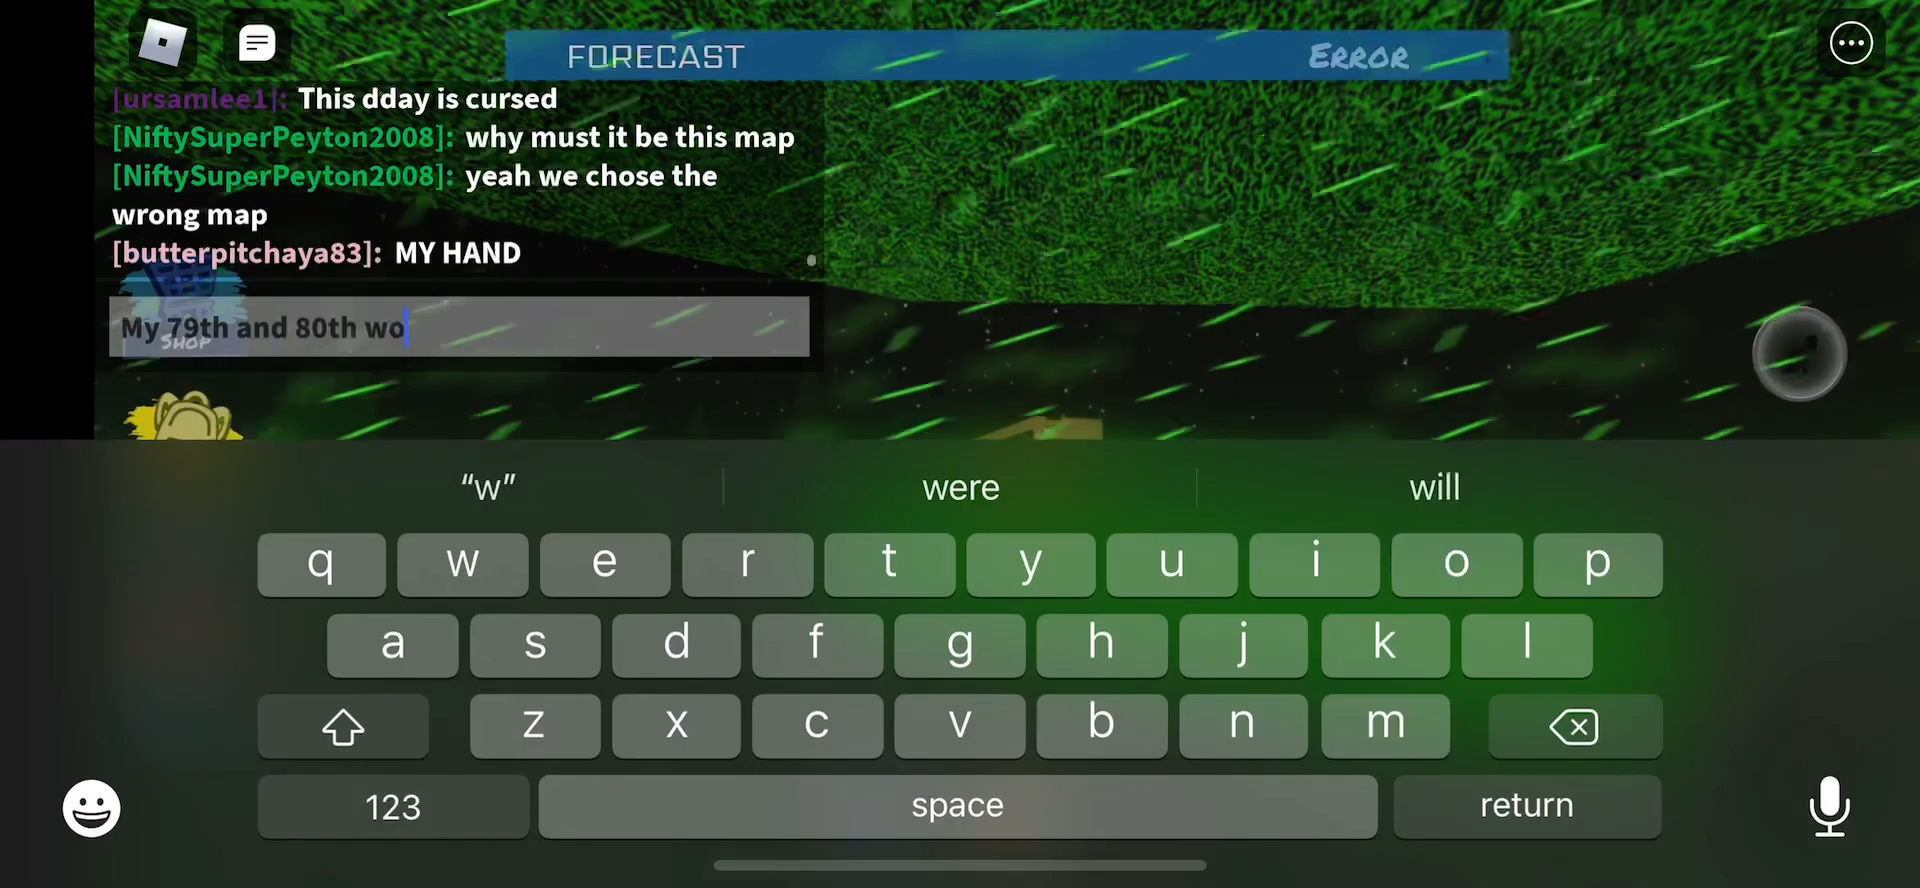 FORECAST Error
[ursamlee1]: This dday is cursed
[NiftySuperPeyton2008]: why must it be this map
[NiftySuperPeyton2008]: yeah we chose the
wrong map
[butterpitchaya83]: MY HAND
My 79th and 80th wo
SHOP
“w” were will
q w e r t y u i o p
a s d f g h j k l
z x c v b n m
123 space return